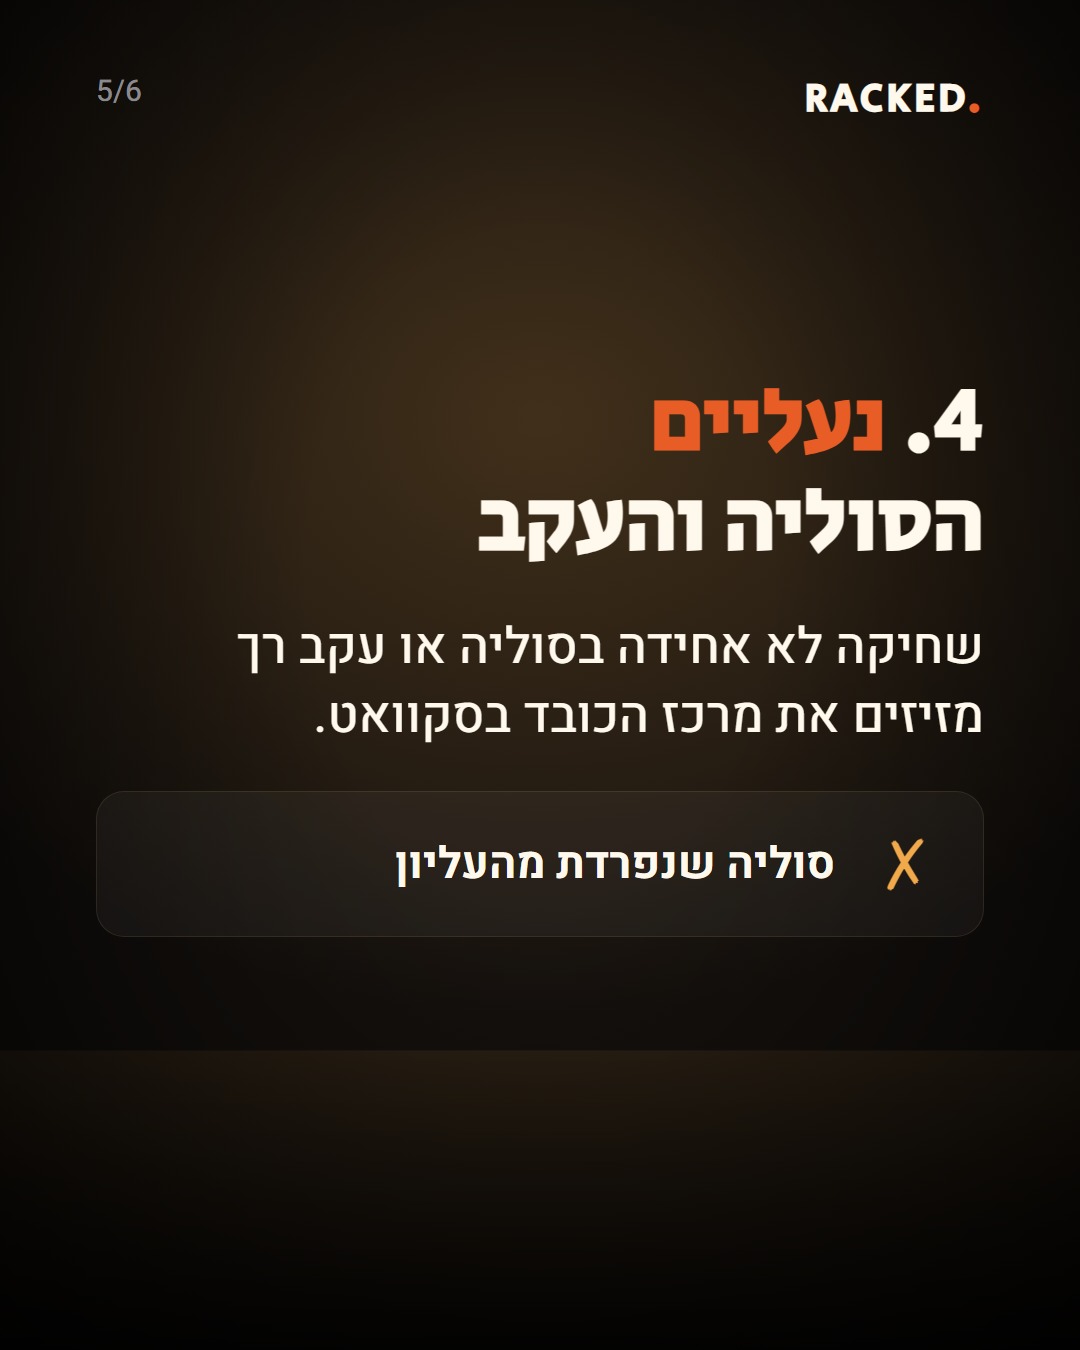 RACKED.
5/6
4. נעליים
הסוליה והעקב
שחיקה לא אחידה בסוליה או עקב רך
מזיזים את מרכז הכובד בסקוואט.
✗ סוליה שנפרדת מהעליון